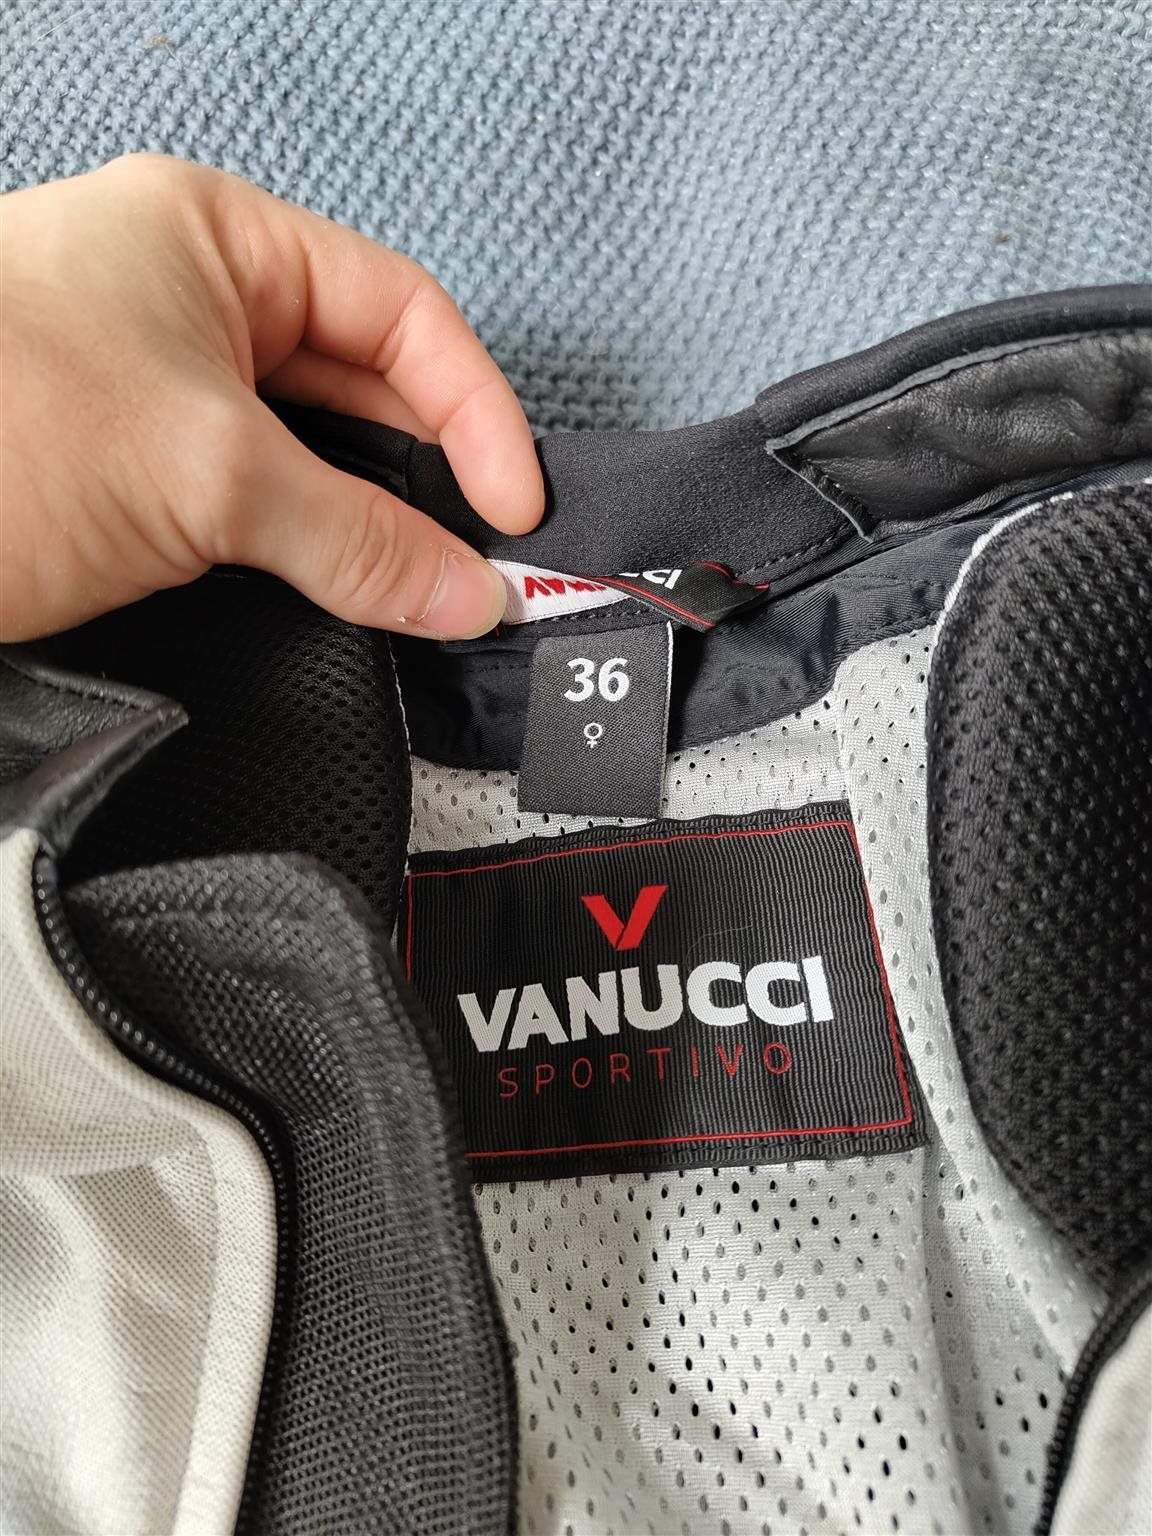 36
♀
V
VANUCCI
SPORTIVO